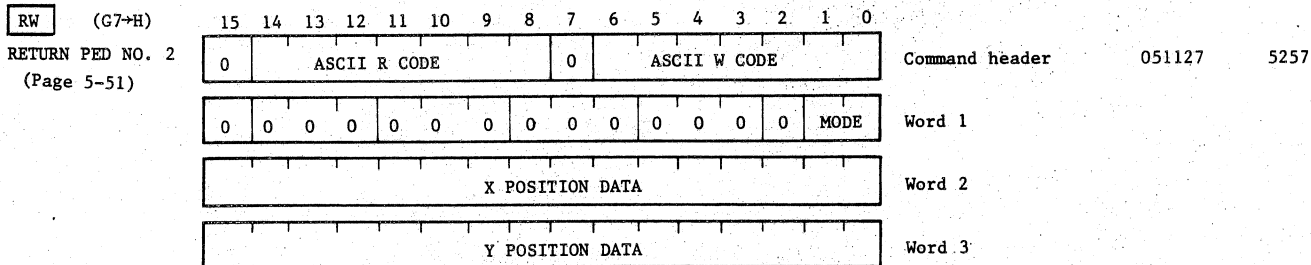 RW (G7→H) 15 14 13 12 11 10 9 8 7 6 5 4 3 2 1 0
RETURN PED NO. 2 0 ASCII R CODE 0 ASCII W CODE Command header 051127 5257
(Page 5-51)
0 0 0 0 0 0 0 0 0 0 0 0 0 0 MODE Word 1
X POSITION DATA Word 2
Y POSITION DATA Word 3